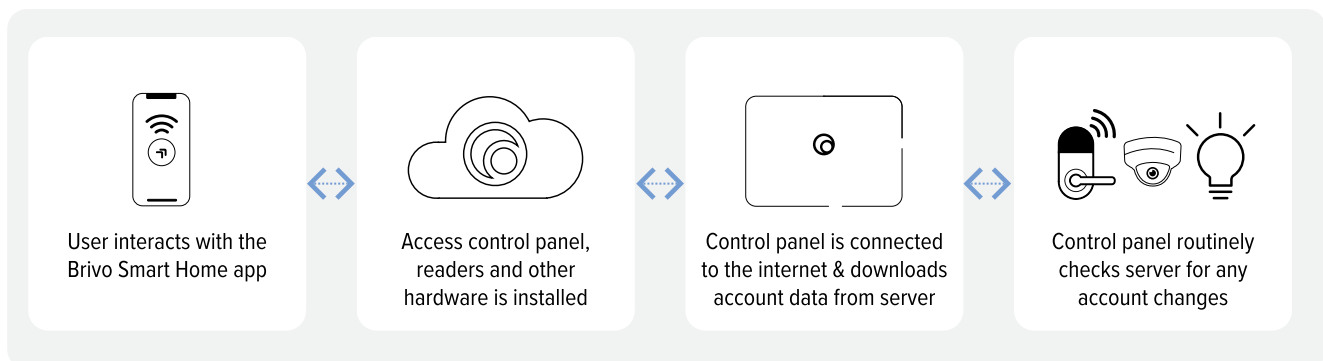 User interacts with the
Brivo Smart Home app
Access control panel,
readers and other
hardware is installed
Control panel is connected
to the internet & downloads
account data from server
Control panel routinely
checks server for any
account changes